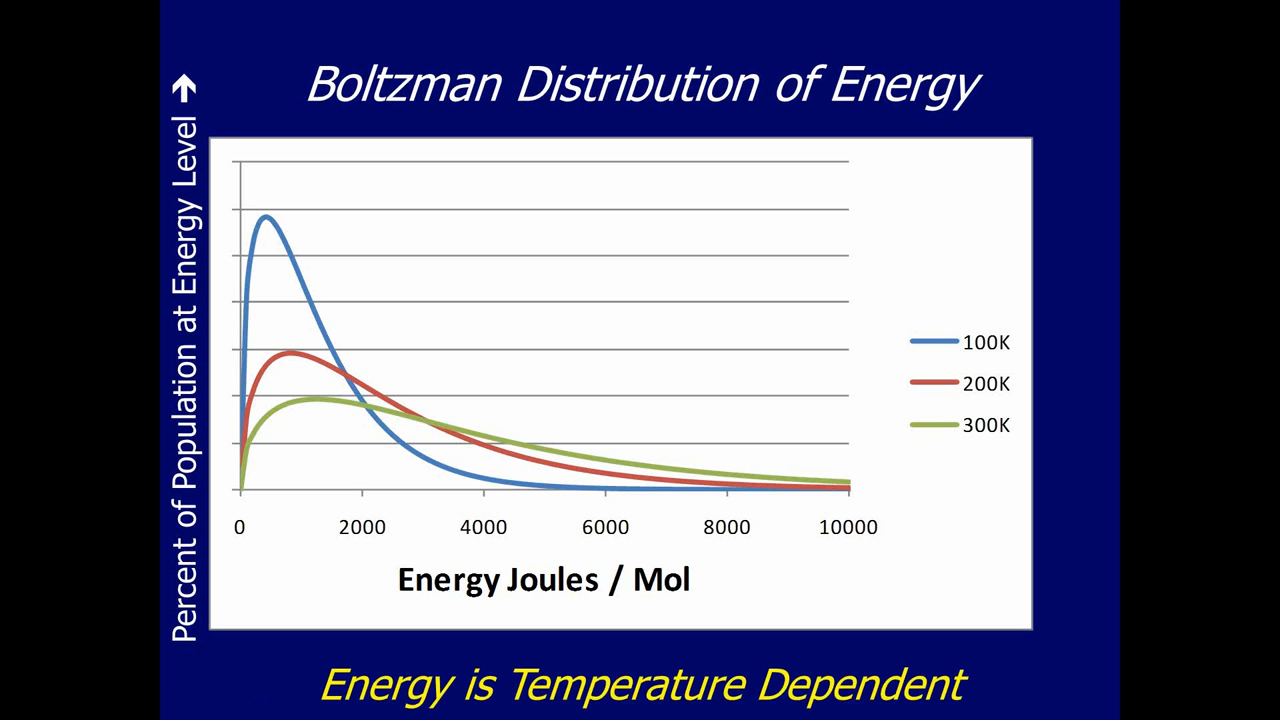 Boltzman Distribution of Energy
Percent of Population at Energy Level ➔
100K
200K
300K
0 2000 4000 6000 8000 10000
Energy Joules / Mol
Energy is Temperature Dependent